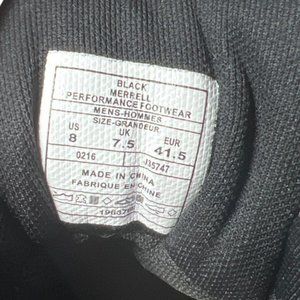 BLACK
MERRELL
PERFORMANCE FOOTWEAR
MENS-HOMMES
SIZE-GRANDEUR
US UK EUR
8 7.5 41.5
0216 J35747
MADE IN CHINA
FABRIQUE EN CHINE